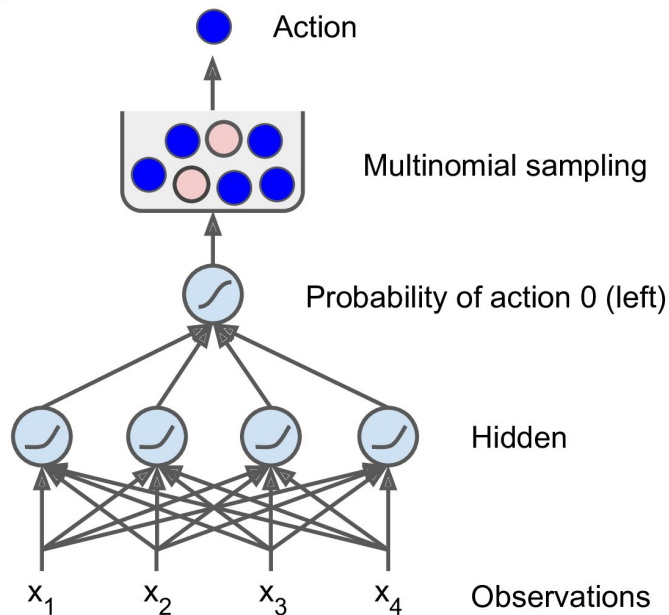 Action
Multinomial sampling
Probability of action 0 (left)
Hidden
x₁ x₂ x₃ x₄ Observations